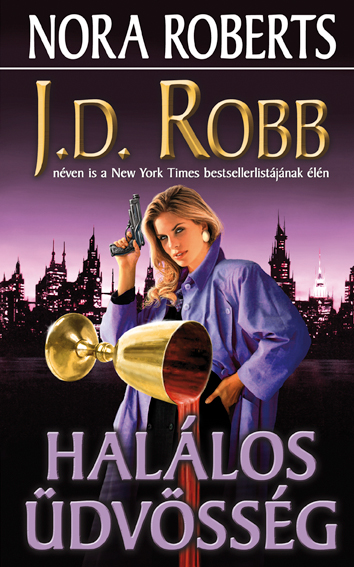 NORA ROBERTS
J.D. ROBB
néven is a New York Times bestsellerlistájának élén
HALÁLOS
ÜDVÖSSÉG